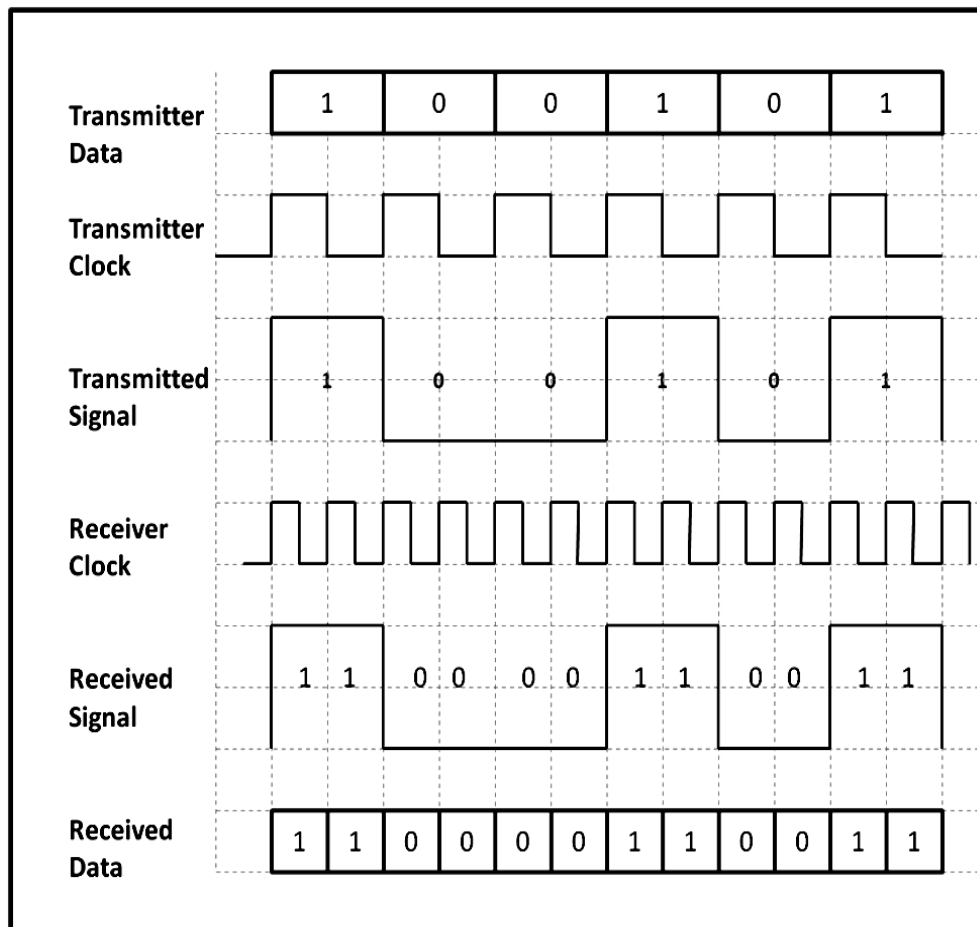 1 0 0 1 0 1
Transmitter
Data
Transmitter
Clock
Transmitted
Signal
1 0 0 1 0 1
Receiver
Clock
Received
Signal
1 1 0 0 0 0 1 1 0 0 1 1
Received
Data
1 1 0 0 0 0 1 1 0 0 1 1